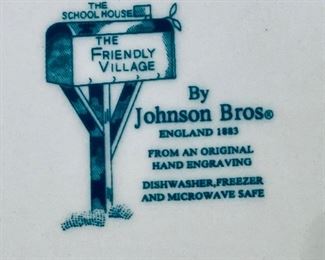 THE
SCHOOL HOUSE
THE
FRIENDLY
VILLAGE
By
Johnson Bros®
ENGLAND 1883
FROM AN ORIGINAL
HAND ENGRAVING
DISHWASHER,FREEZER
AND MICROWAVE SAFE